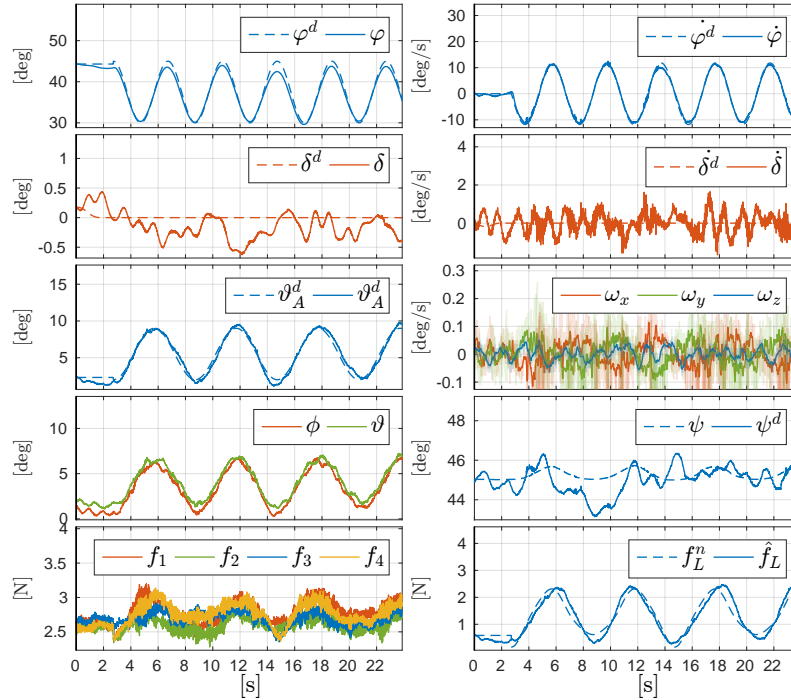 [deg] 30 40 50 φ^d φ
[deg/s] -10 0 10 30 φ̇^d φ̇
[deg] -0.5 0 0.5 1 δ^d δ
[deg/s] 0 2 4 δ̇^d δ̇
[deg] 5 10 15 ϑ_A^d ϑ_A^d
[deg/s] -0.1 0 0.1 0.2 0.3 ω_x ω_y ω_z
[deg] 0 5 10 ϕ ϑ
[deg] 44 46 48 ψ ψ^d
[N] 2.5 3 3.5 4 f_1 f_2 f_3 f_4
[N] 1 2 4 f_L^n f̂_L
0 2 4 6 8 10 12 14 16 18 20 22
[s]
0 2 4 6 8 10 12 14 16 18 20 22
[s]